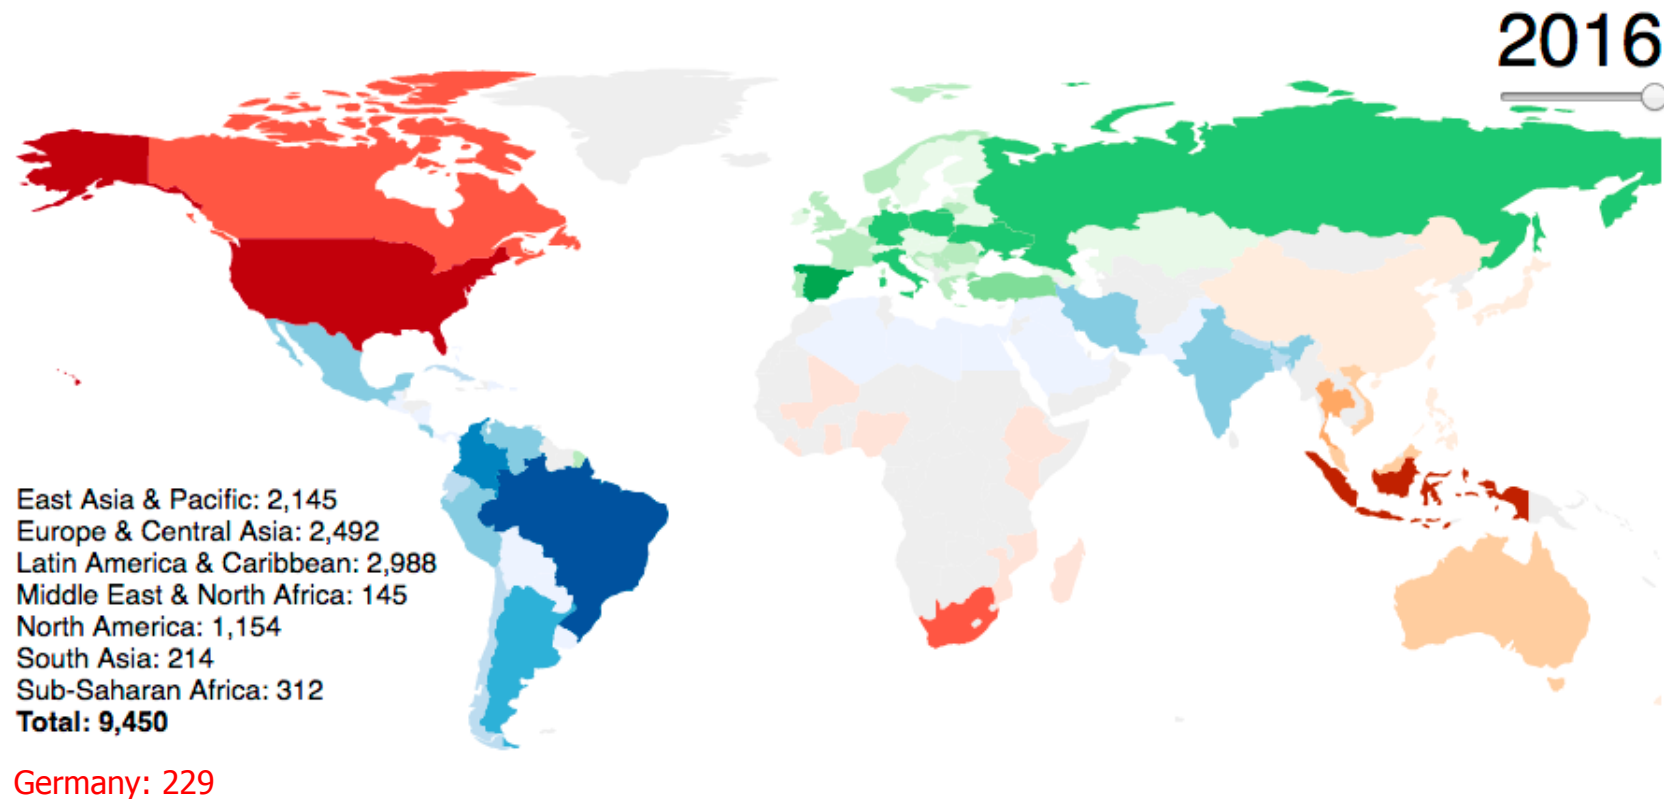 2016
East Asia & Pacific: 2,145
Europe & Central Asia: 2,492
Latin America & Caribbean: 2,988
Middle East & North Africa: 145
North America: 1,154
South Asia: 214
Sub-Saharan Africa: 312
Total: 9,450
Germany: 229